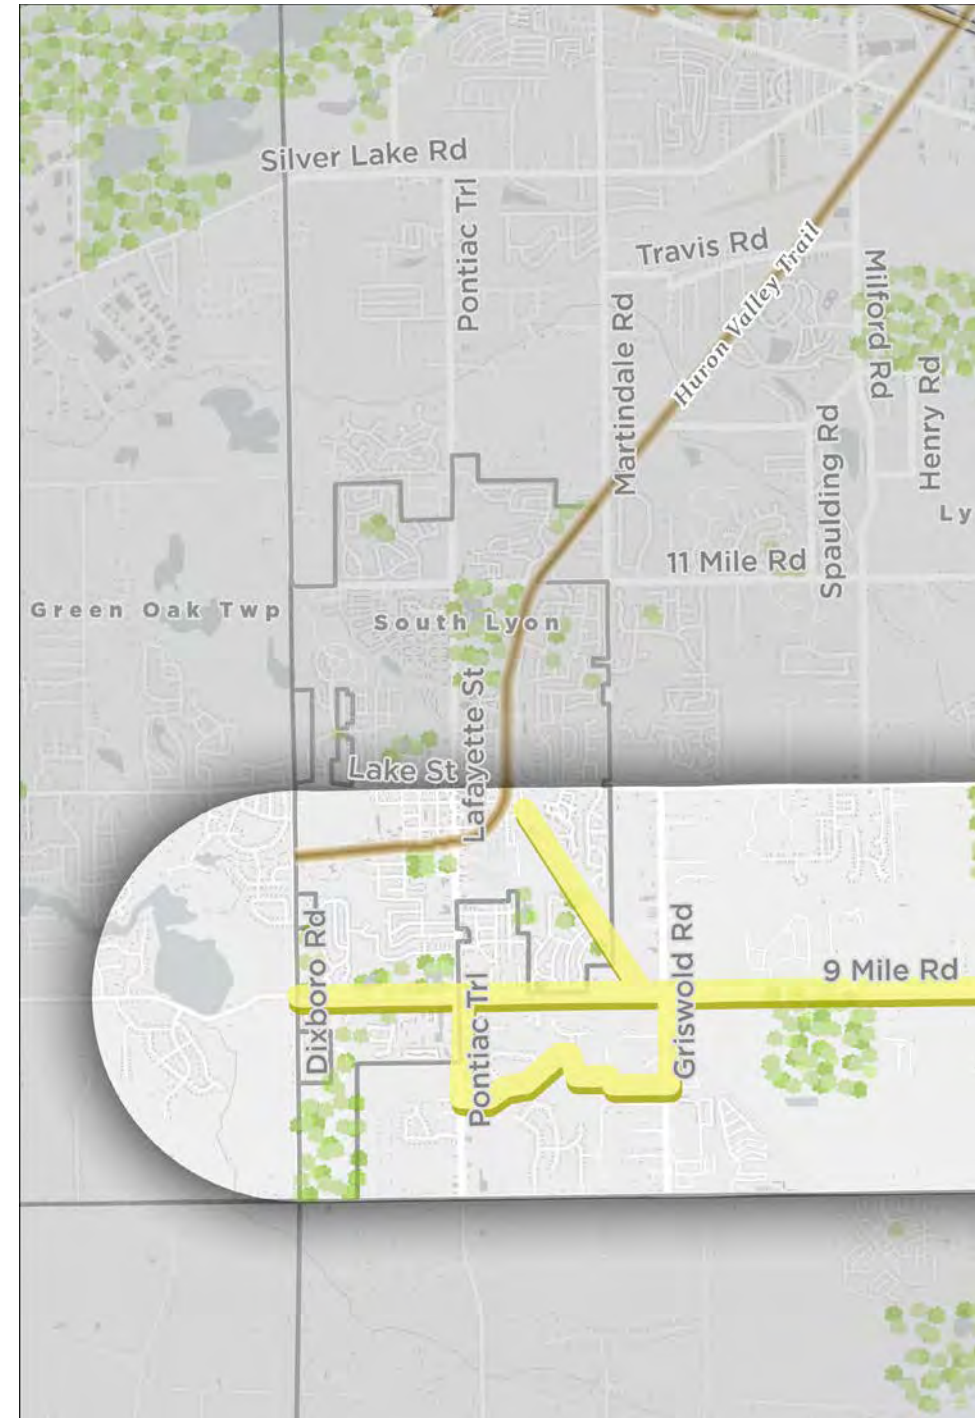 Silver Lake Rd
Pontiac Trl
Travis Rd
Huron Valley Trail
Milford Rd
Martindale Rd
Henry Rd
Spaulding Rd
Ly
11 Mile Rd
Green Oak Twp
South Lyon
Lafayette St
Lake St
Dixboro Rd
Griswold Rd
9 Mile Rd
Pontiac Trl